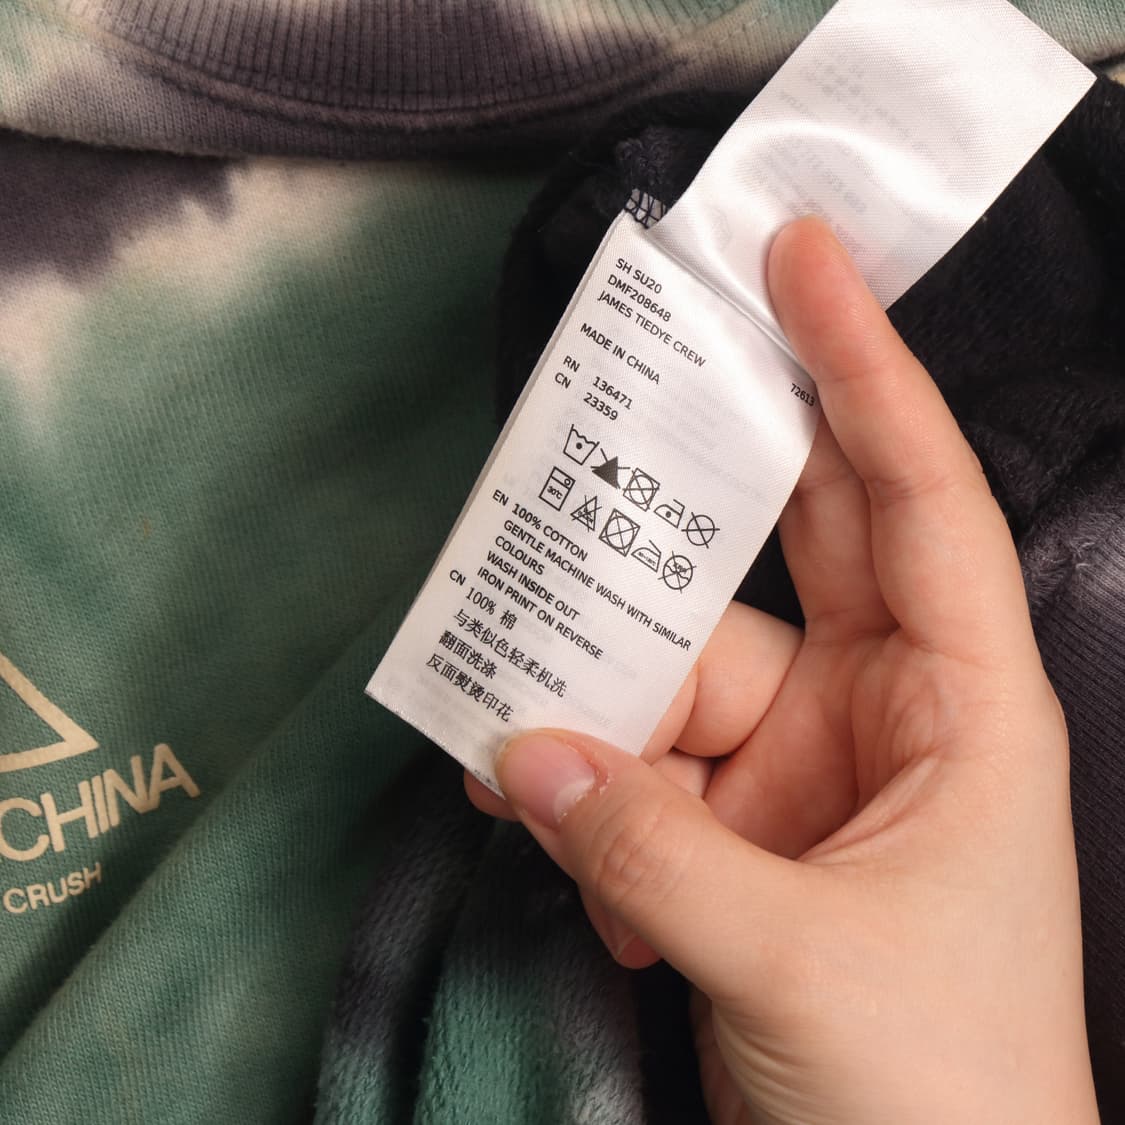 SH SU20
DMF208648
JAMES TIEDYE CREW
MADE IN CHINA
RN 136471
CN 23359
72613
30°C
EN 100% COTTON
GENTLE MACHINE WASH WITH SIMILAR
COLOURS
WASH INSIDE OUT
IRON PRINT ON REVERSE
CN 100% 棉
与类似色轻柔机洗
翻面洗涤
反面熨烫印花
CHINA
CRUSH